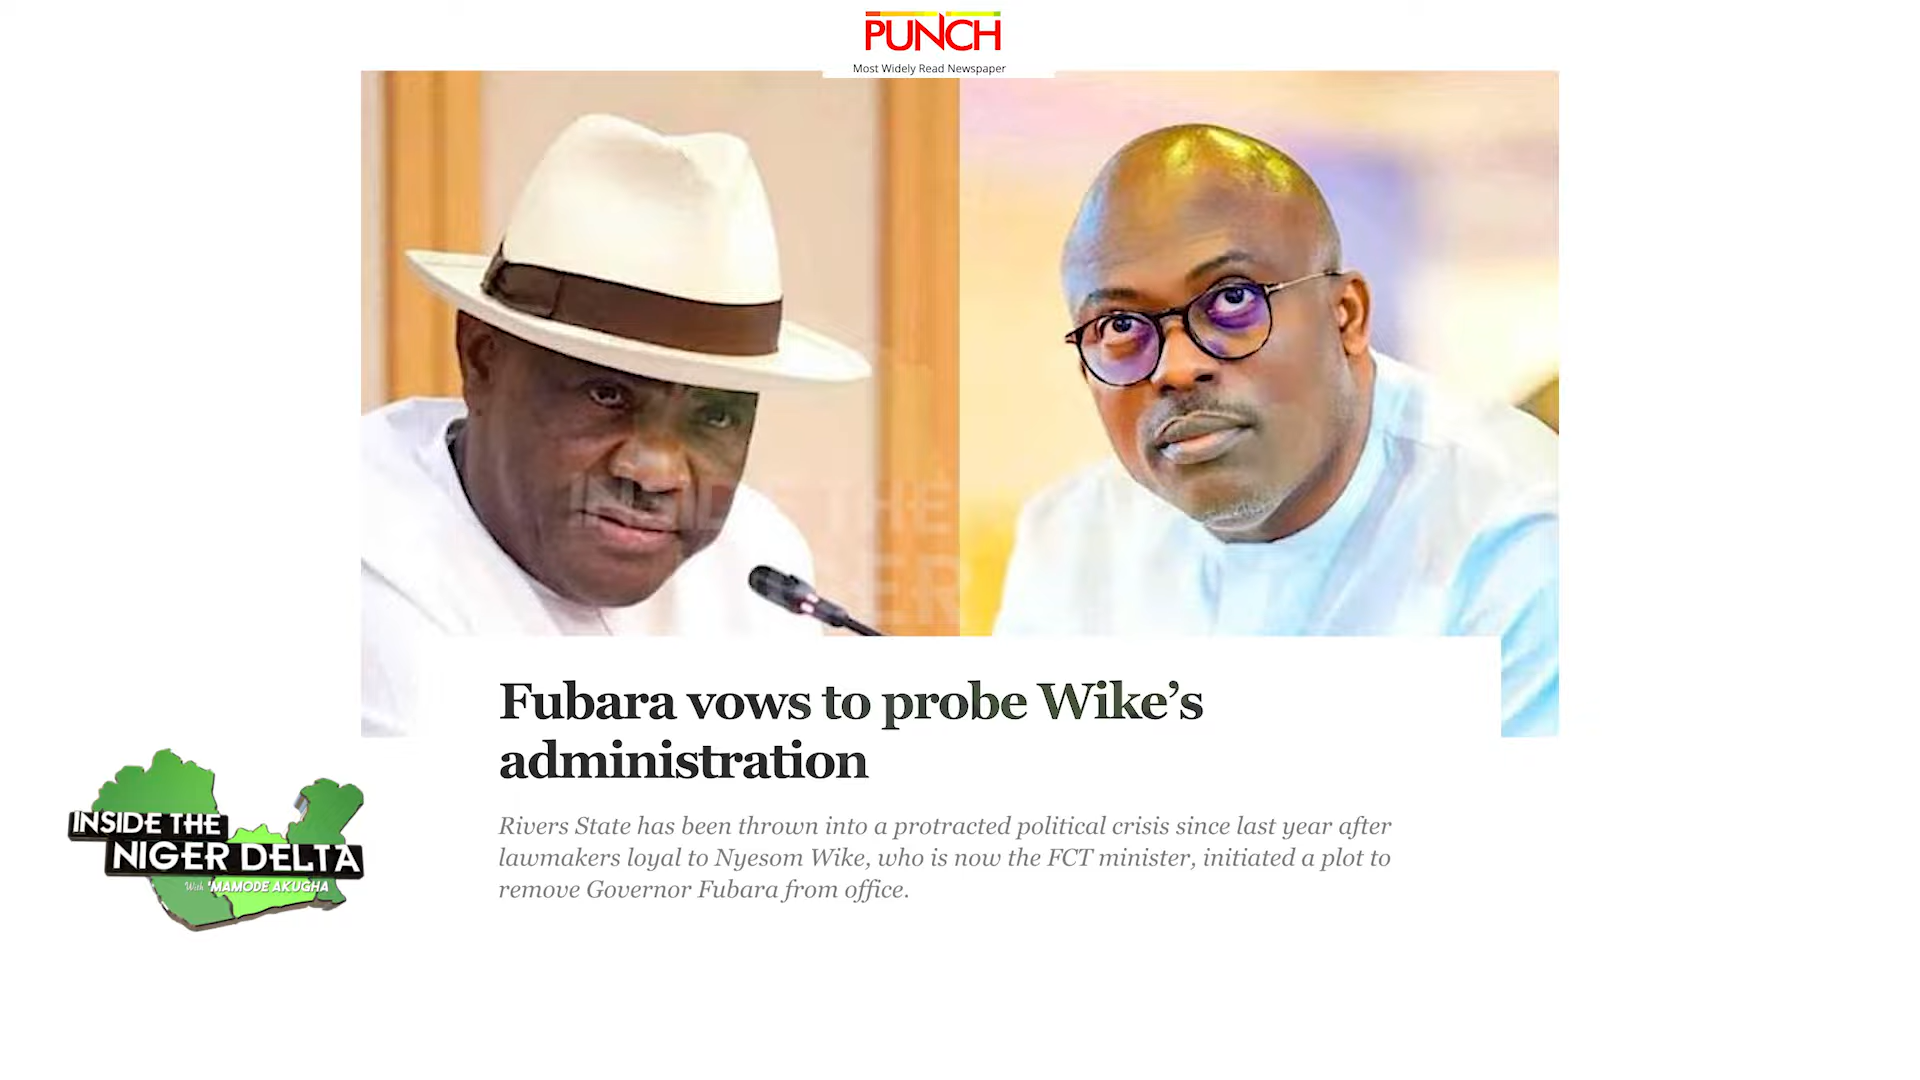 PUNCH
Most Widely Read Newspaper
INSIDE THE
Fubara vows to probe Wike’s
administration
Rivers State has been thrown into a protracted political crisis since last year after
lawmakers loyal to Nyesom Wike, who is now the FCT minister, initiated a plot to
remove Governor Fubara from office.
INSIDE THE
NIGER DELTA
With 'MAMODE AKUGHA